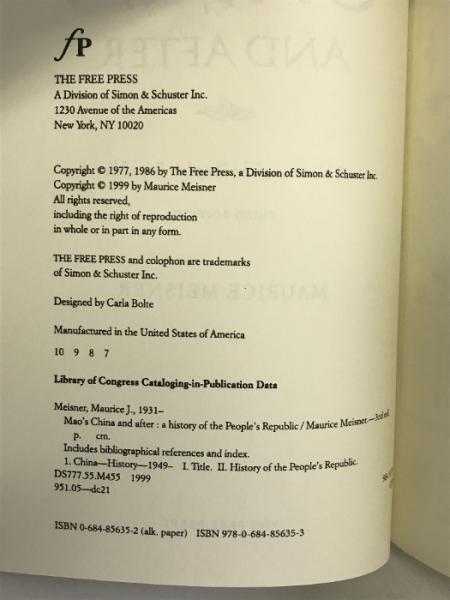 fP
THE FREE PRESS
A Division of Simon & Schuster Inc.
1230 Avenue of the Americas
New York, NY 10020
Copyright © 1977, 1986 by The Free Press, a Division of Simon & Schuster Inc.
Copyright © 1999 by Maurice Meisner
All rights reserved,
including the right of reproduction
in whole or in part in any form.
THE FREE PRESS and colophon are trademarks
of Simon & Schuster Inc.
Designed by Carla Bolte
Manufactured in the United States of America
10 9 8 7
Library of Congress Cataloging-in-Publication Data
Meisner, Maurice J., 1931–
Mao's China and after : a history of the People's Republic / Maurice Meisner.—3rd ed.
p. cm.
Includes bibliographical references and index.
1. China—History—1949– I. Title. II. History of the People's Republic.
DS777.55.M455 1999
951.05—dc21
ISBN 0-684-85635-2 (alk. paper) ISBN 978-0-684-85635-3
AND AFTER
MAURICE MEISNER